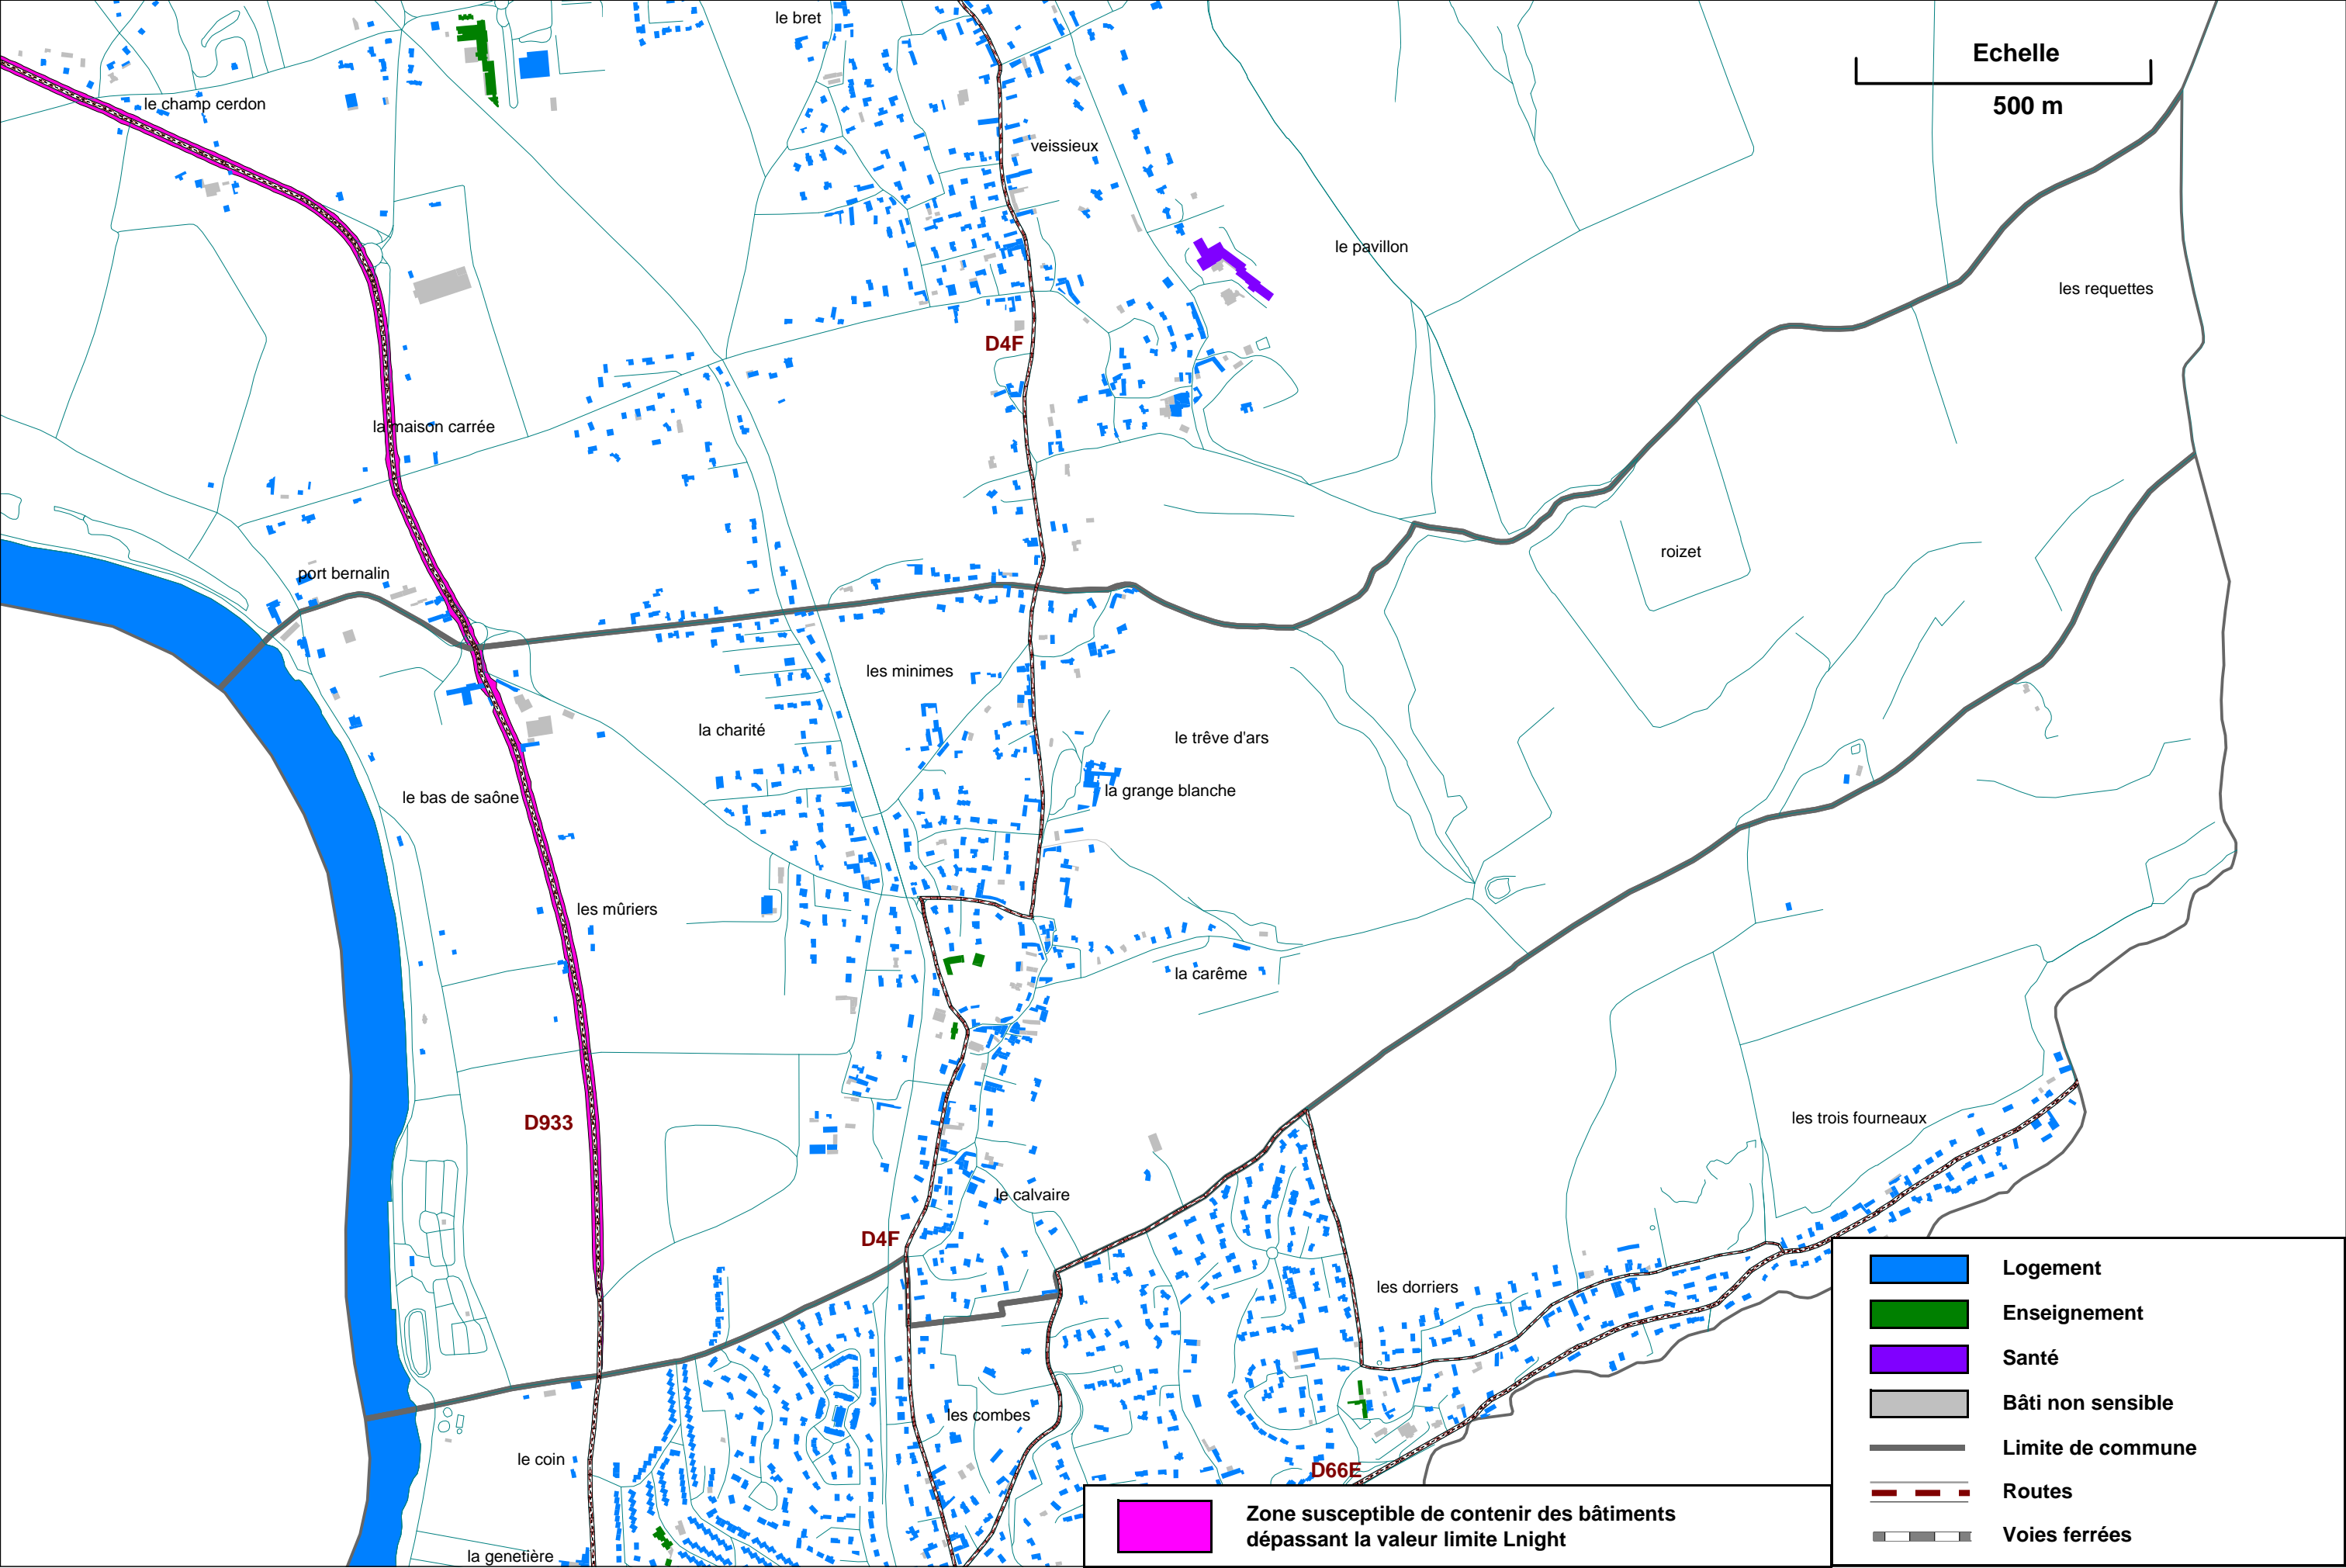 le bret
Echelle
500 m
le champ cerdon
veissieux
le pavillon
les requettes
D4F
la maison carrée
roizet
port bernalin
les minimes
la charité
le trêve d'ars
la grange blanche
le bas de saône
les mûriers
la carême
D933
les trois fourneaux
le calvaire
D4F
les dorriers
les combes
le coin
D66E
la genetière
Logement
Enseignement
Santé
Bâti non sensible
Limite de commune
Routes
Voies ferrées
Zone susceptible de contenir des bâtiments
dépassant la valeur limite Lnight